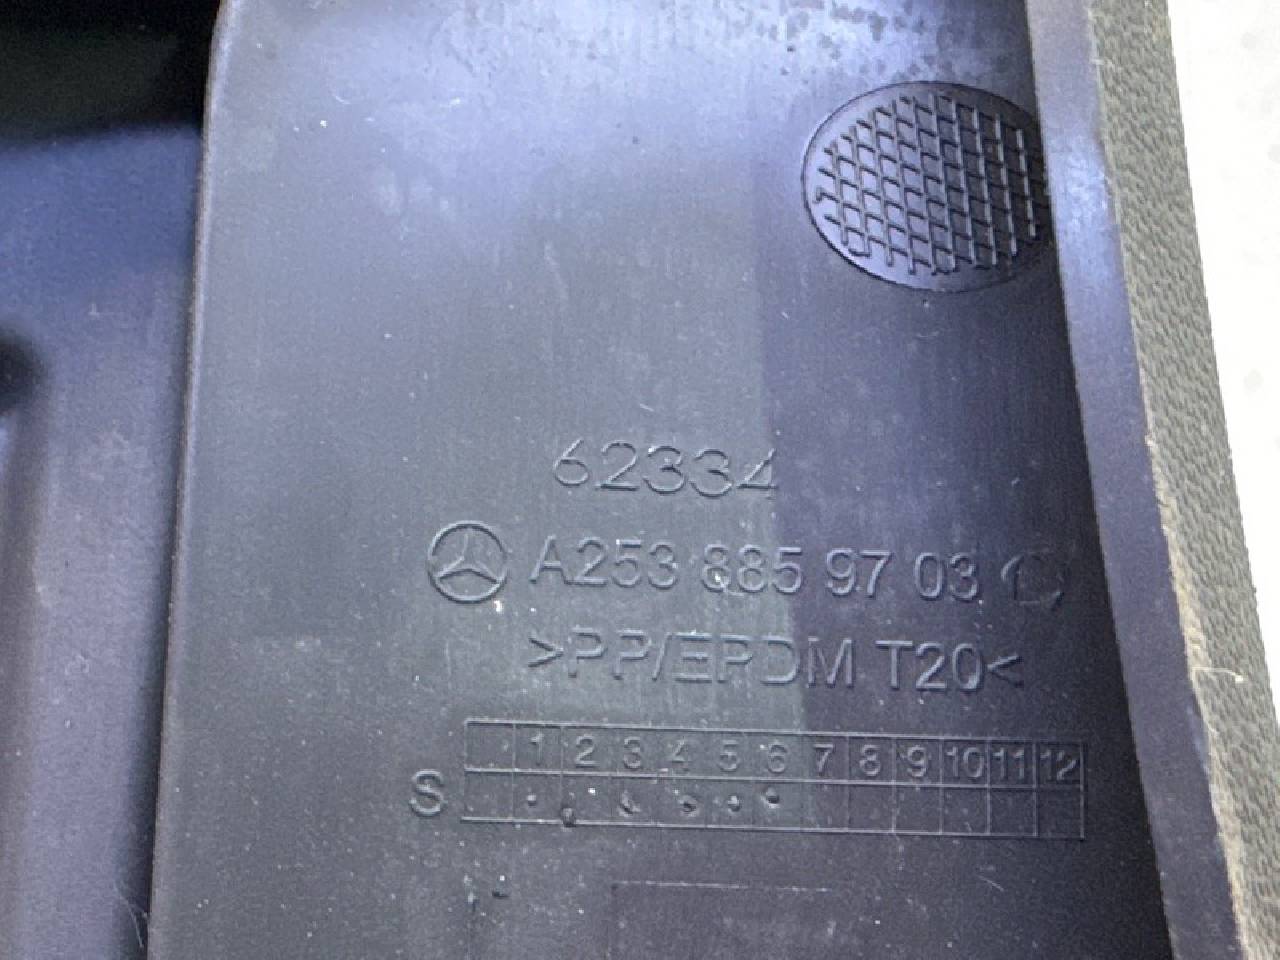 62334
A253 885 97 03
>PP/EPDM T20<
1 2 3 4 5 6 7 8 9 10 11 12
S